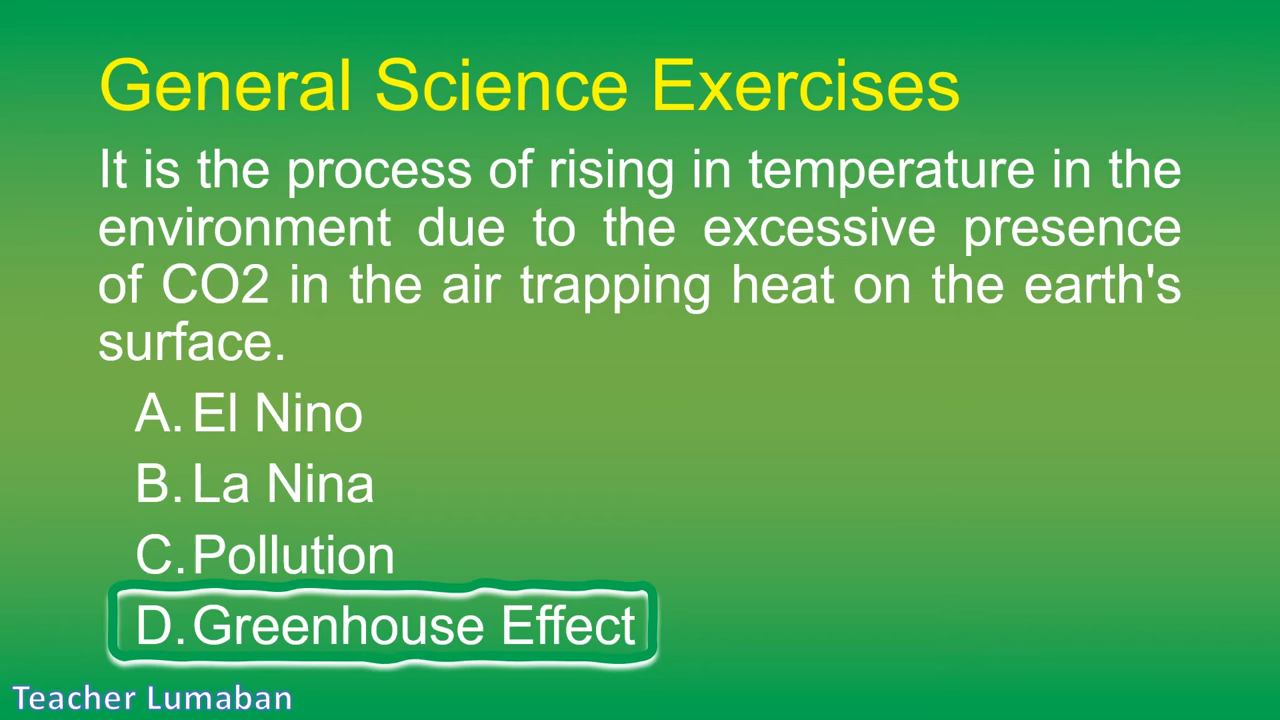 General Science Exercises
It is the process of rising in temperature in the
environment due to the excessive presence
of CO2 in the air trapping heat on the earth's
surface.
A. El Nino
B. La Nina
C. Pollution
D. Greenhouse Effect
Teacher Lumaban